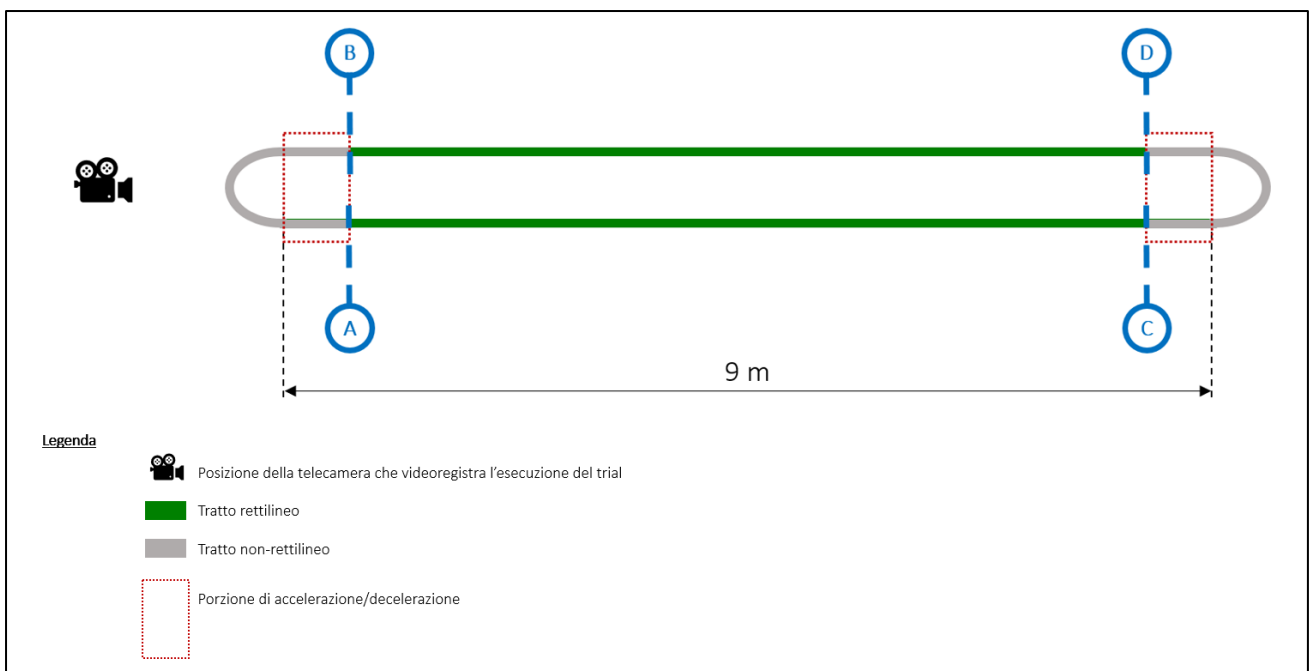 B
D
A
C
9 m
Legenda
Posizione della telecamera che videoregistra l'esecuzione del trial
Tratto rettilineo
Tratto non-rettilineo
Porzione di accelerazione/decelerazione